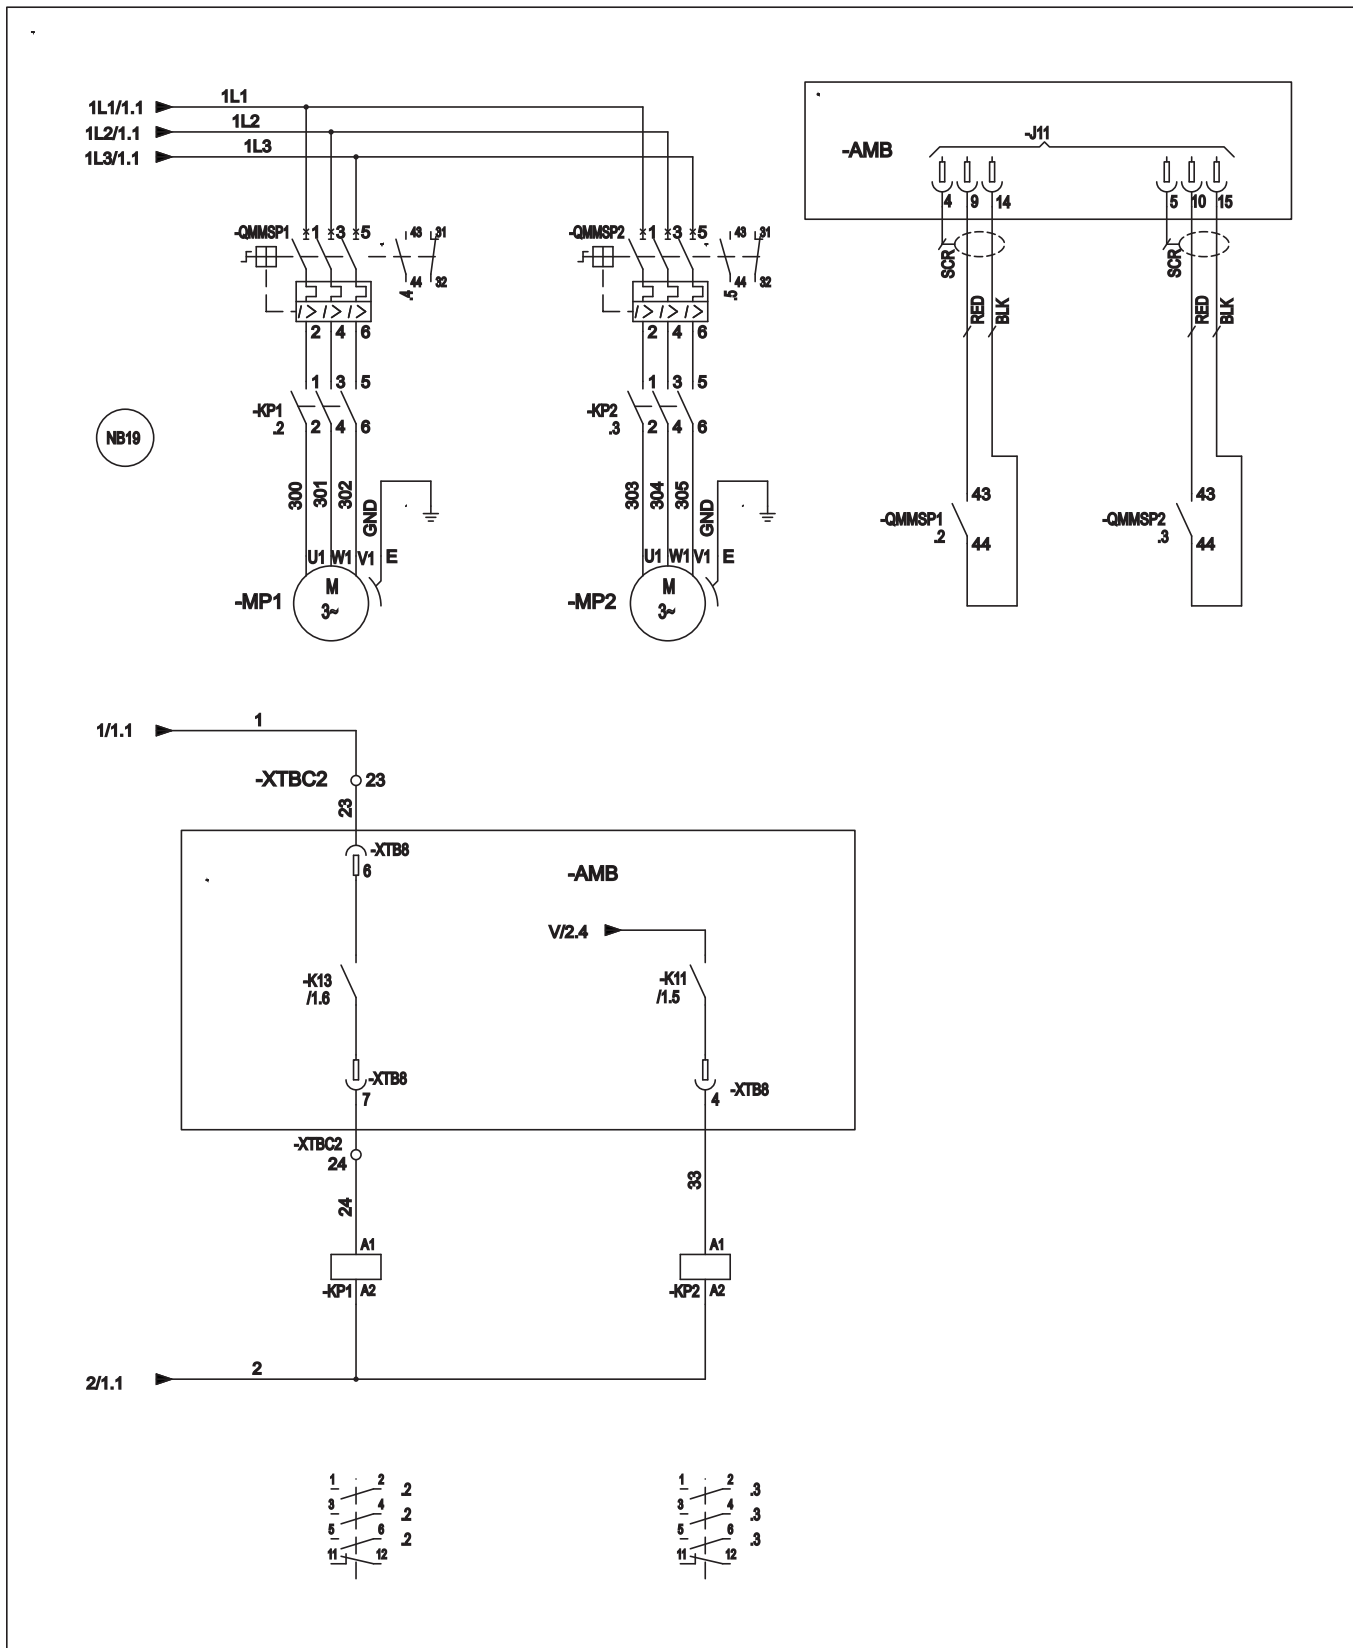 1L1/1.1 1L1
1L2/1.1 1L2
1L3/1.1 1L3
-QMMSP1 1 3 5 43 31
44 32
.4
2 4 6
1 3 5
-KP1
.2 2 4 6
300 301 302 GND
U1 W1 V1 E
-MP1 M
3~
NB19
-QMMSP2 1 3 5 43 31
44 32
.5
2 4 6
1 3 5
-KP2
.3 2 4 6
303 304 305 GND
U1 W1 V1 E
-MP2 M
3~
-AMB -J11
4 9 14 5 10 15
SCR SCR
RED BLK RED BLK
43 43
-QMMSP1 -QMMSP2
.2 .3
44 44
1/1.1 1
-XTBC2 23
23
-XTB8
6
-AMB
V/2.4
-K13
/1.6
-K11
/1.5
-XTB8
7
-XTB8
4
-XTBC2
24
24
33
A1 A1
-KP1 A2 -KP2 A2
2/1.1 2
1 2 .2
3 4 .2
5 6 .2
11 12
1 2 .3
3 4 .3
5 6 .3
11 12